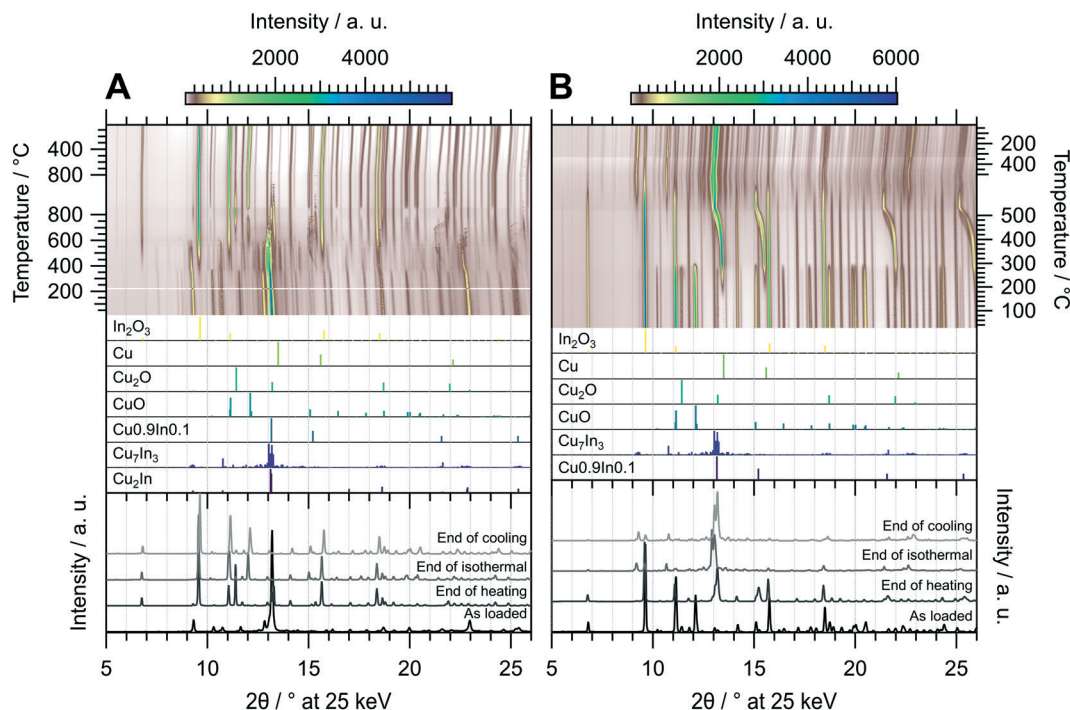 Intensity / a. u.
2000 4000
A
Temperature / °C
400
800
800
600
400
200
In2O3
Cu
Cu2O
CuO
Cu0.9In0.1
Cu7In3
Cu2In
Intensity / a. u.
End of cooling
End of isothermal
End of heating
As loaded
5 10 15 20 25
2θ / ° at 25 keV
Intensity / a. u.
2000 4000 6000
B
Temperature / °C
200
400
500
400
300
200
100
In2O3
Cu
Cu2O
CuO
Cu7In3
Cu0.9In0.1
Intensity / a. u.
End of cooling
End of isothermal
End of heating
As loaded
5 10 15 20 25
2θ / ° at 25 keV